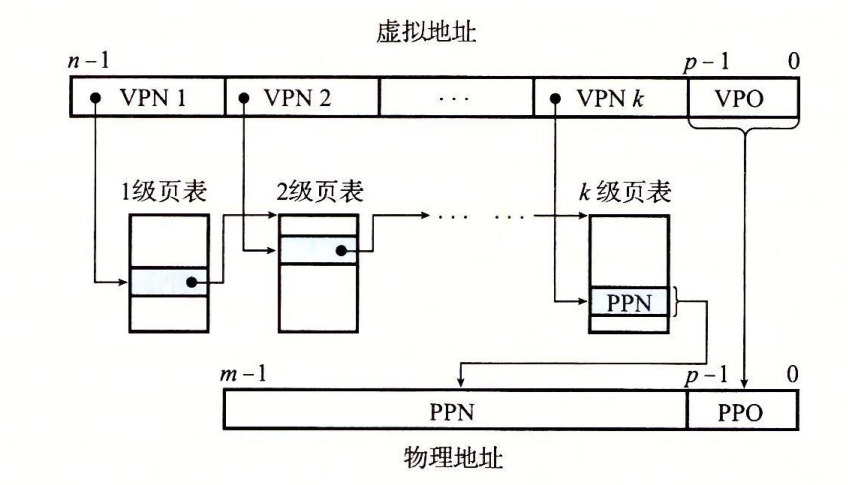 虚拟地址
n-1 p-1 0
VPN 1 VPN 2 ... VPN k VPO
1级页表 2级页表 k级页表
... ...
PPN
m-1 p-1 0
PPN PPO
物理地址